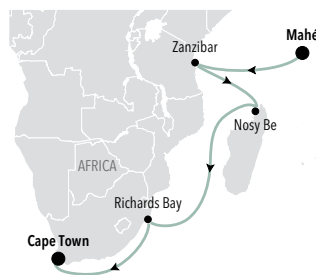 Mahé
Zanzibar
Nosy Be
AFRICA
Richards Bay
Cape Town